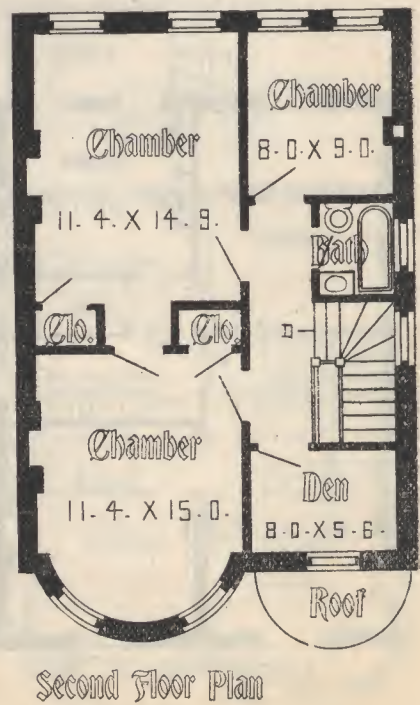 Chamber
11.4. X 14.9.
Chamber
8.0. X 9.0.
Bath
Clo.
Clo.
D
Chamber
11.4. X 15.0.
Den
8.0. X 5.6.
Roof
Second Floor Plan